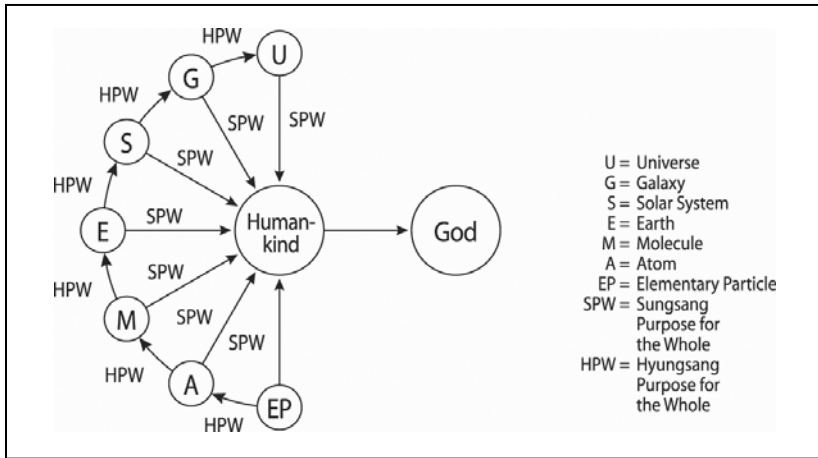 HPW
U
G
HPW
SPW
SPW
S
SPW
HPW
E
SPW
Human-
kind
God
HPW
SPW
M
SPW
SPW
HPW
A
EP
HPW
U = Universe
G = Galaxy
S = Solar System
E = Earth
M = Molecule
A = Atom
EP = Elementary Particle
SPW = Sungsang
Purpose for
the Whole
HPW = Hyungsang
Purpose for
the Whole